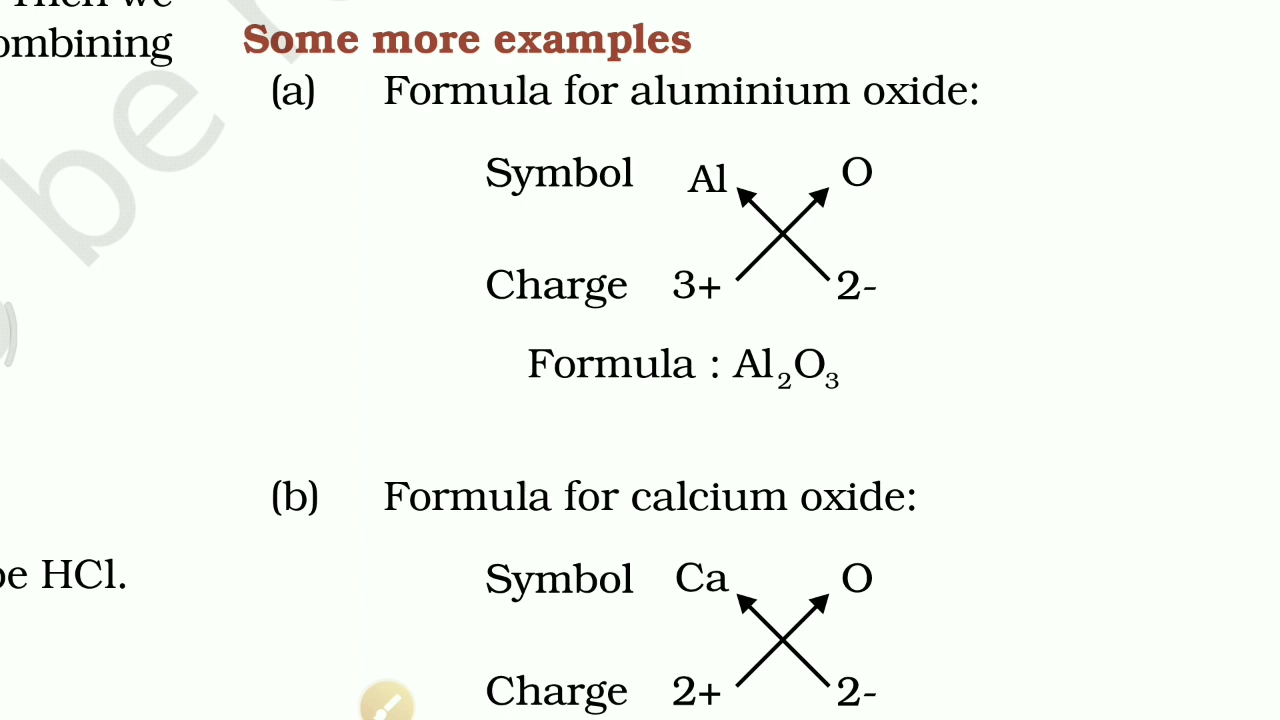 Then we
ombining
be HCl.
be
Some more examples
(a) Formula for aluminium oxide:
Symbol Al O
Charge 3+ 2-
Formula : Al₂O₃
(b) Formula for calcium oxide:
Symbol Ca O
Charge 2+ 2-